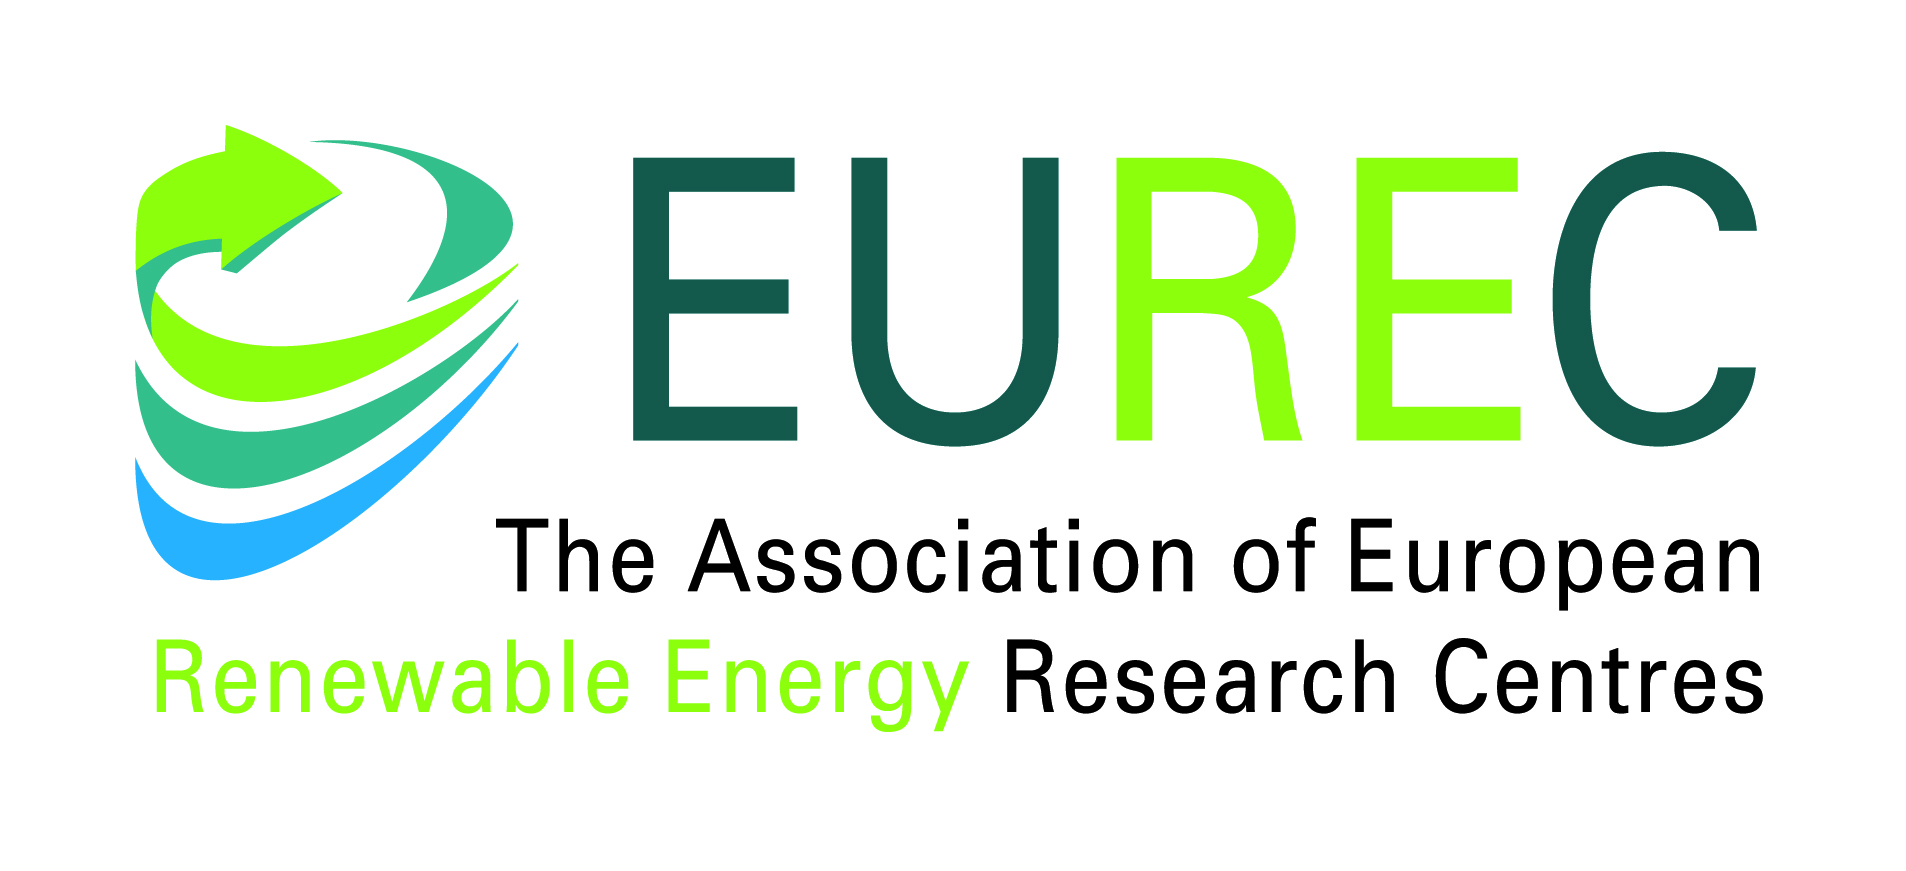 EUREC
The Association of European
Renewable Energy Research Centres